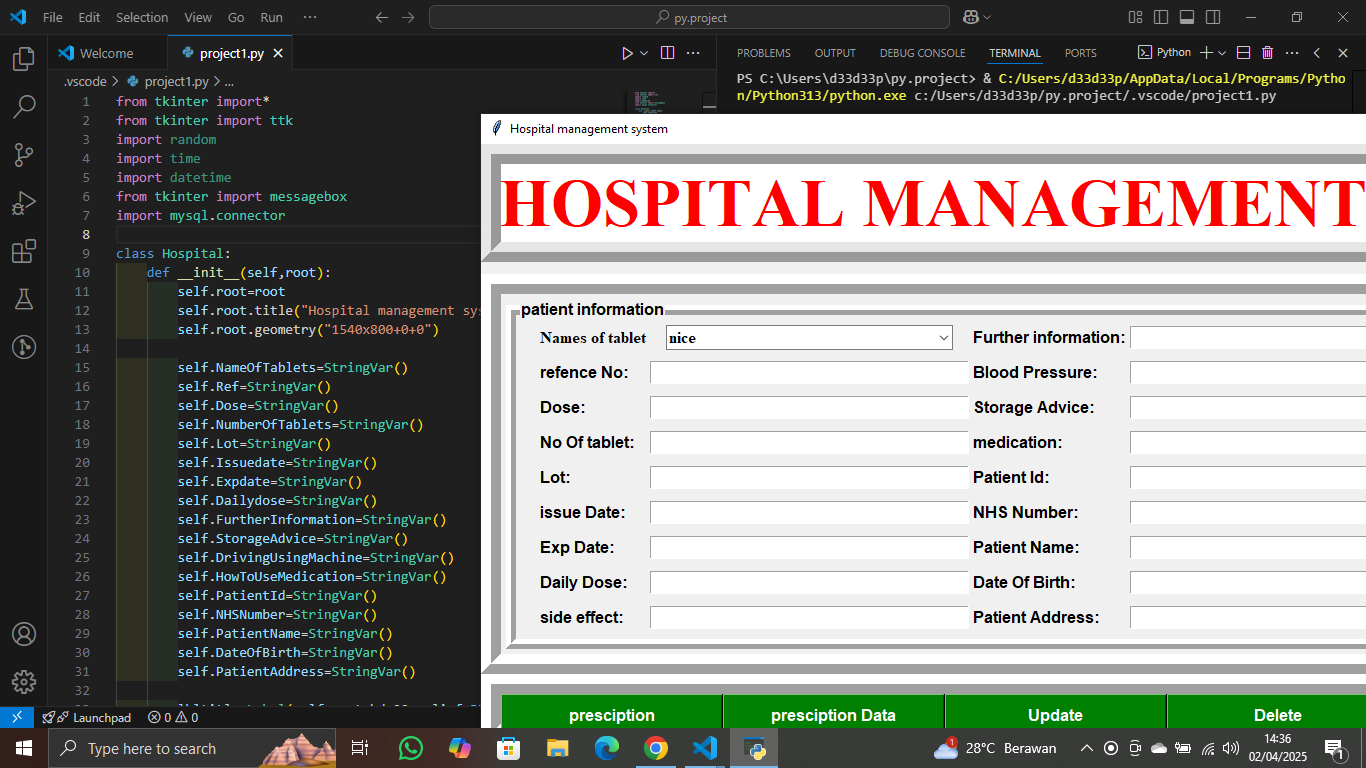 File Edit Selection View Go Run ··· py.project
Welcome project1.py
.vscode > project1.py > ...
1 from tkinter import*
2 from tkinter import ttk
3 import random
4 import time
5 import datetime
6 from tkinter import messagebox
7 import mysql.connector
8
9 class Hospital:
10 def __init__(self,root):
11 self.root=root
12 self.root.title("Hospital management sys
13 self.root.geometry("1540x800+0+0")
14
15 self.NameOfTablets=StringVar()
16 self.Ref=StringVar()
17 self.Dose=StringVar()
18 self.NumberOfTablets=StringVar()
19 self.Lot=StringVar()
20 self.Issuedate=StringVar()
21 self.Expdate=StringVar()
22 self.Dailydose=StringVar()
23 self.FurtherInformation=StringVar()
24 self.StorageAdvice=StringVar()
25 self.DrivingUsingMachine=StringVar()
26 self.HowToUseMedication=StringVar()
27 self.PatientId=StringVar()
28 self.NHSNumber=StringVar()
29 self.PatientName=StringVar()
30 self.DateOfBirth=StringVar()
31 self.PatientAddress=StringVar()
32
PROBLEMS OUTPUT DEBUG CONSOLE TERMINAL PORTS Python
PS C:\Users\d33d33p\py.project> & C:/Users/d33d33p/AppData/Local/Programs/Pytho
n/Python313/python.exe c:/Users/d33d33p/py.project/.vscode/project1.py
Hospital management system
HOSPITAL MANAGEMENT
patient information
Names of tablet nice Further information:
refence No: Blood Pressure:
Dose: Storage Advice:
No Of tablet: medication:
Lot: Patient Id:
issue Date: NHS Number:
Exp Date: Patient Name:
Daily Dose: Date Of Birth:
side effect: Patient Address:
presciption presciption Data Update Delete
Launchpad 0 0
Type here to search 1 28°C Berawan 14:36
02/04/2025 1